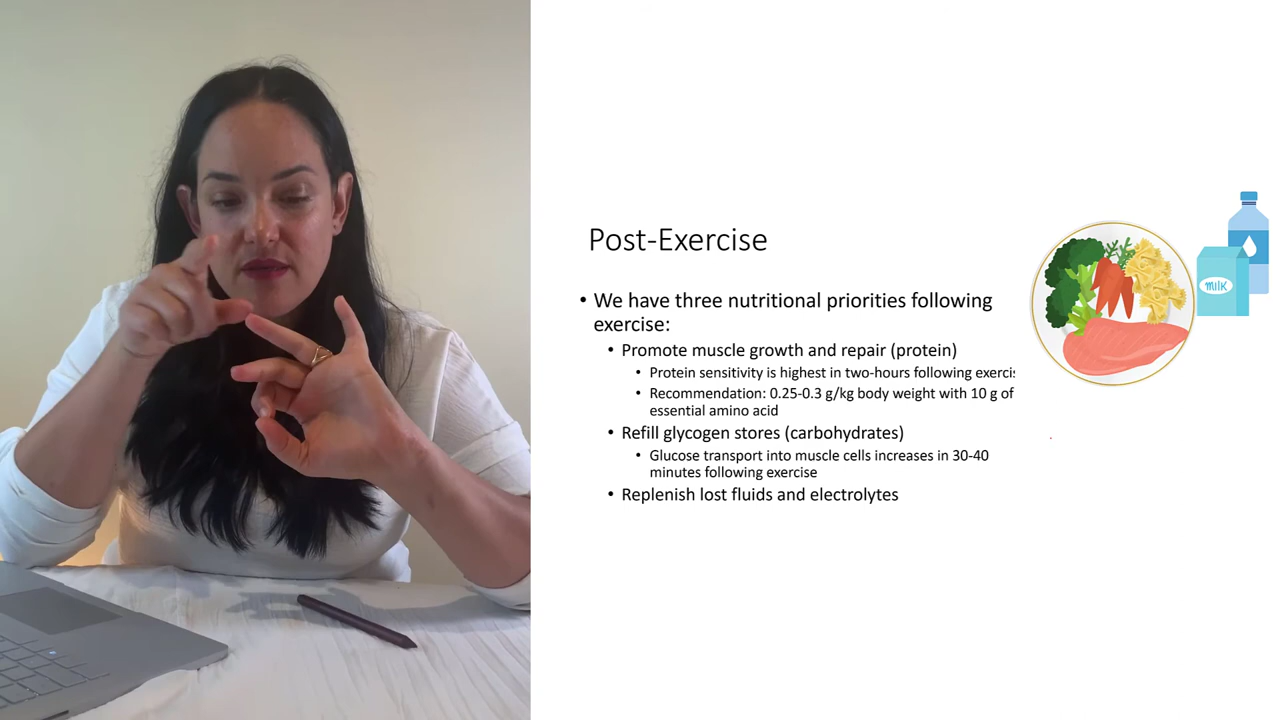 Post-Exercise
• We have three nutritional priorities following
exercise:
• Promote muscle growth and repair (protein)
• Protein sensitivity is highest in two-hours following exercis
• Recommendation: 0.25-0.3 g/kg body weight with 10 g of
essential amino acid
• Refill glycogen stores (carbohydrates)
• Glucose transport into muscle cells increases in 30-40
minutes following exercise
• Replenish lost fluids and electrolytes
milk